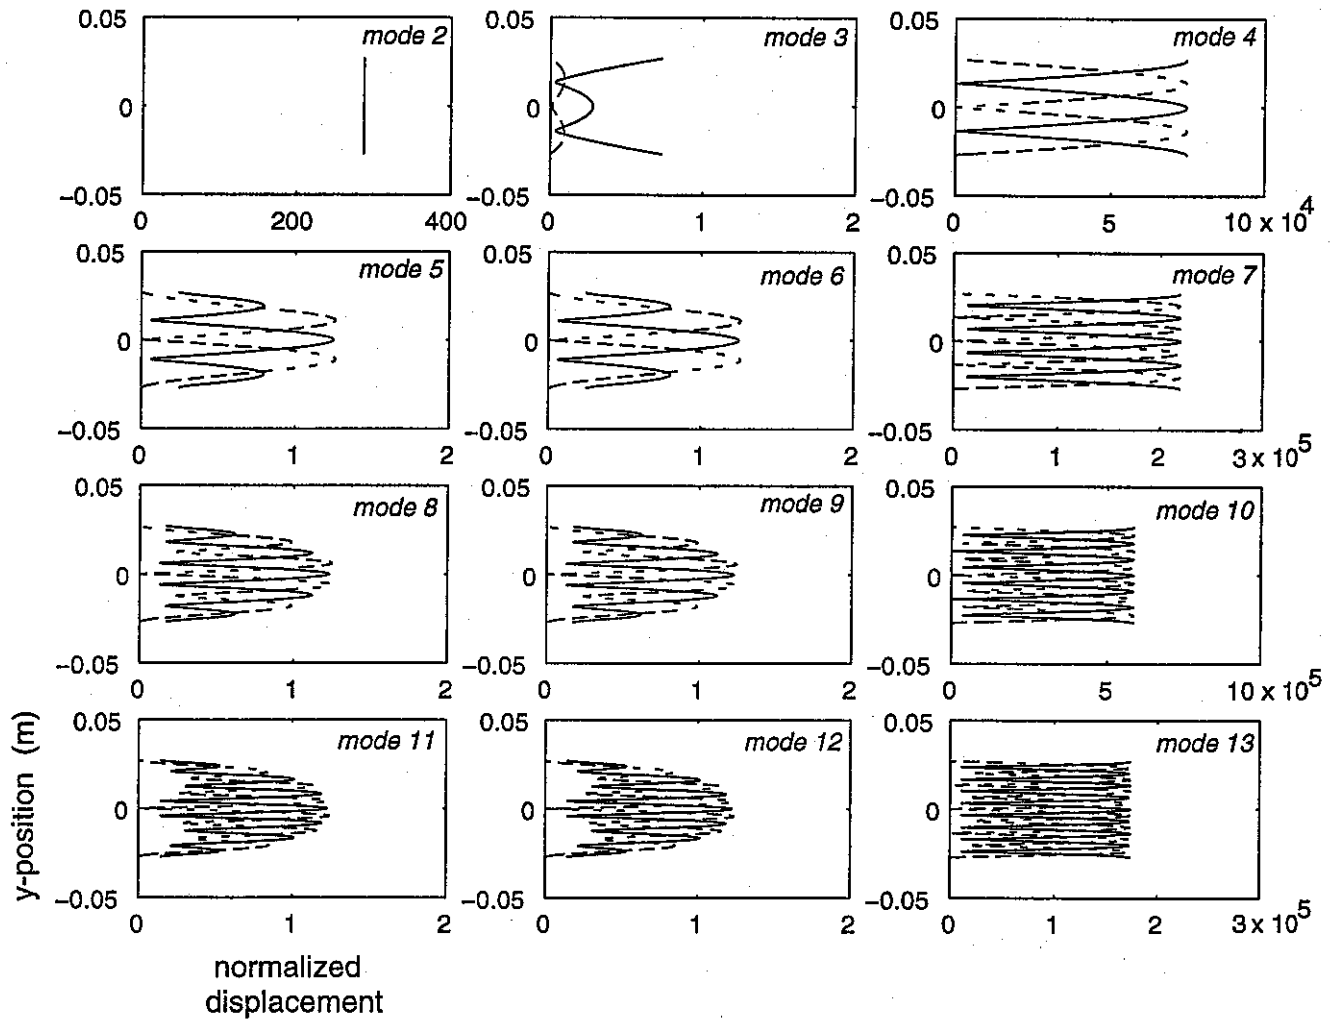 0.05 0.05 0.05
mode 2 mode 3 mode 4
0 0 0
−0.05 −0.05 −0.05
0 200 400 0 1 2 0 5 10 x 10^4
0.05 0.05 0.05
mode 5 mode 6 mode 7
0 0 0
−0.05 −0.05 −0.05
0 1 2 0 1 2 0 1 2 3 x 10^5
0.05 0.05 0.05
mode 8 mode 9 mode 10
0 0 0
−0.05 −0.05 −0.05
0 1 2 0 1 2 0 5 10 x 10^5
0.05 0.05 0.05
mode 11 mode 12 mode 13
0 0 0
−0.05 −0.05 −0.05
0 1 2 0 1 2 0 1 2 3 x 10^5
y-position (m)
normalized
displacement